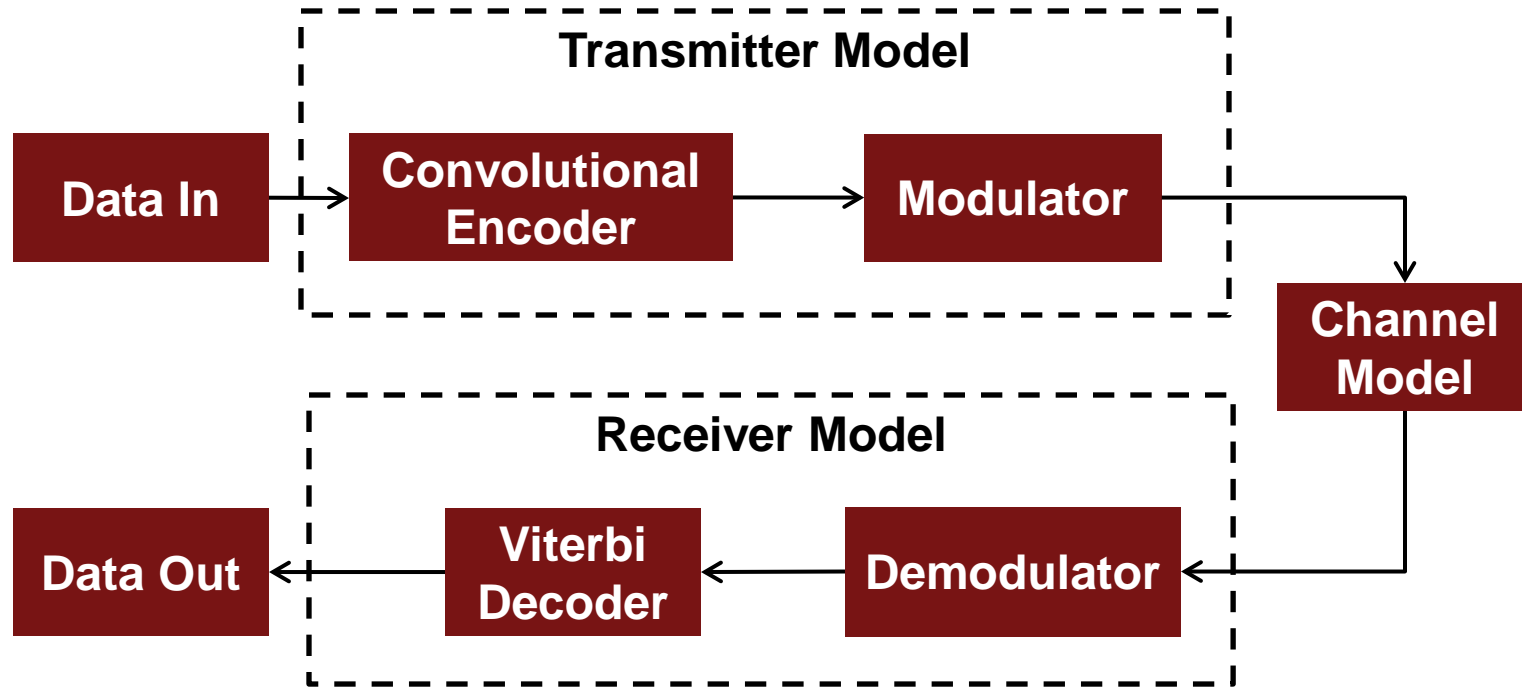 Transmitter Model
Data In
Convolutional
Encoder
Modulator
Channel
Model
Receiver Model
Data Out
Viterbi
Decoder
Demodulator